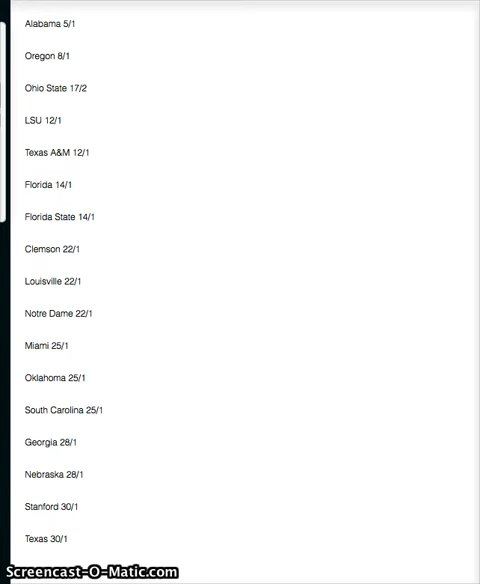 Alabama 5/1
Oregon 8/1
Ohio State 17/2
LSU 12/1
Texas A&M 12/1
Florida 14/1
Florida State 14/1
Clemson 22/1
Louisville 22/1
Notre Dame 22/1
Miami 25/1
Oklahoma 25/1
South Carolina 25/1
Georgia 28/1
Nebraska 28/1
Stanford 30/1
Texas 30/1
Screencast-O-Matic.com